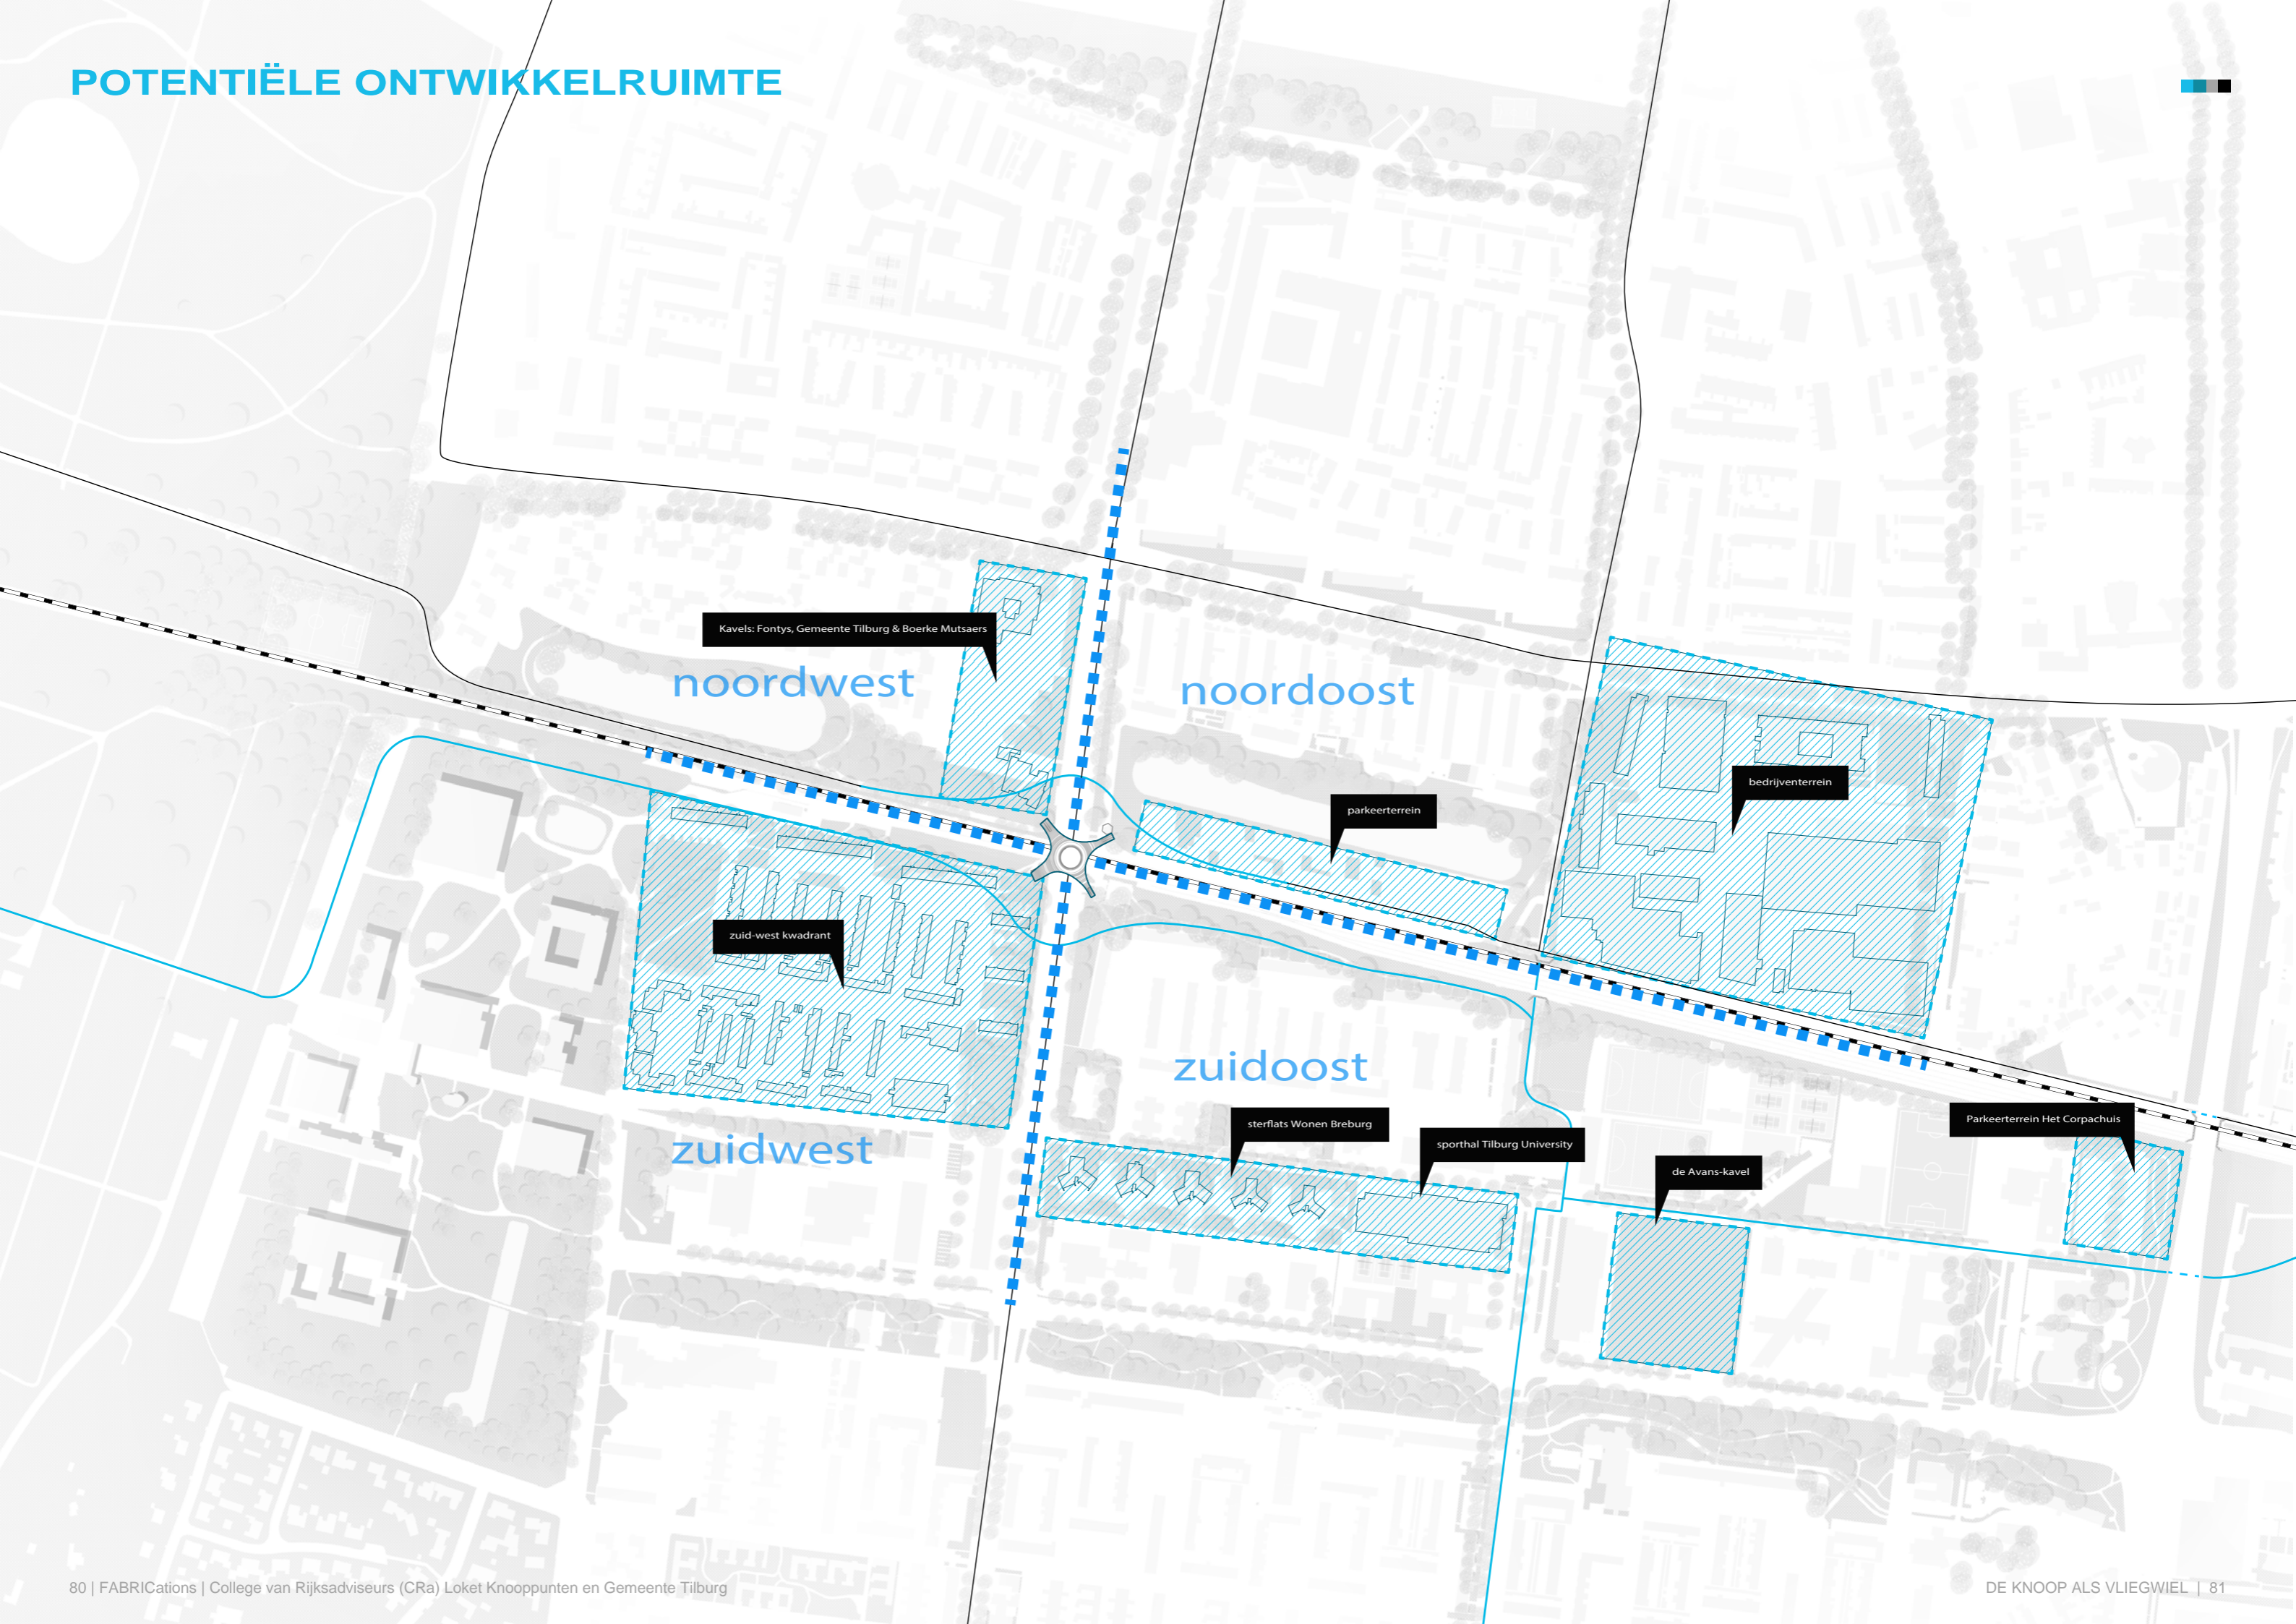 POTENTIËLE ONTWIKKELRUIMTE
Kavels: Fontys, Gemeente Tilburg & Boerke Mutsaers
noordwest
noordoost
bedrijventerrein
parkeerterrein
zuid-west kwadrant
zuidoost
zuidwest
sterflats Wonen Breburg
sporthal Tilburg University
Parkeerterrein Het Corpachuis
de Avans-kavel
80 | FABRICations | College van Rijksadviseurs (CRa) Loket Knooppunten en Gemeente Tilburg
DE KNOOP ALS VLIEGWIEL | 81